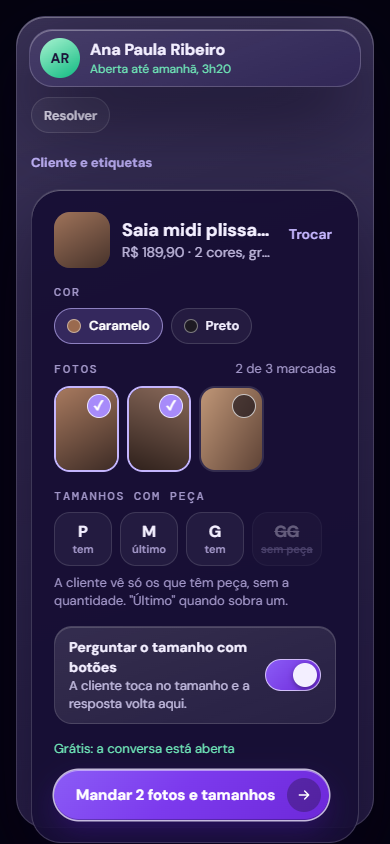 AR
Ana Paula Ribeiro
Aberta até amanhã, 3h20
Resolver
Cliente e etiquetas
Saia midi plissa...
R$ 189,90 · 2 cores, gr...
Trocar
COR
Caramelo
Preto
FOTOS
2 de 3 marcadas
TAMANHOS COM PEÇA
P
tem
M
último
G
tem
GG
sem peça
A cliente vê só os que têm peça, sem a
quantidade. "Último" quando sobra um.
Perguntar o tamanho com
botões
A cliente toca no tamanho e a
resposta volta aqui.
Grátis: a conversa está aberta
Mandar 2 fotos e tamanhos